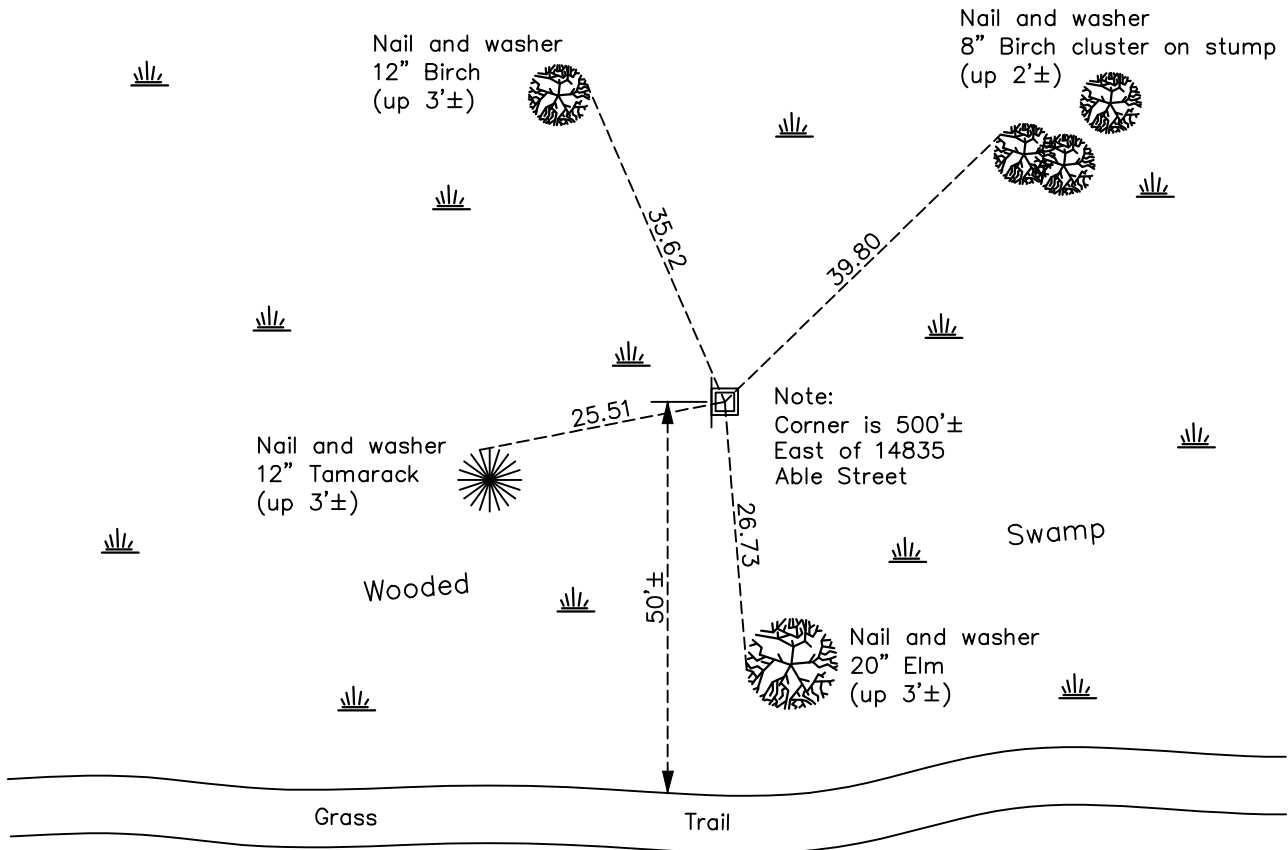 Nail and washer
12” Birch
(up 3'±)
Nail and washer
8” Birch cluster on stump
(up 2'±)
35.62
39.80
25.51
Note:
Corner is 500'±
East of 14835
Able Street
Nail and washer
12” Tamarack
(up 3'±)
26.73
50'±
Swamp
Wooded
Nail and washer
20” Elm
(up 3'±)
Grass Trail